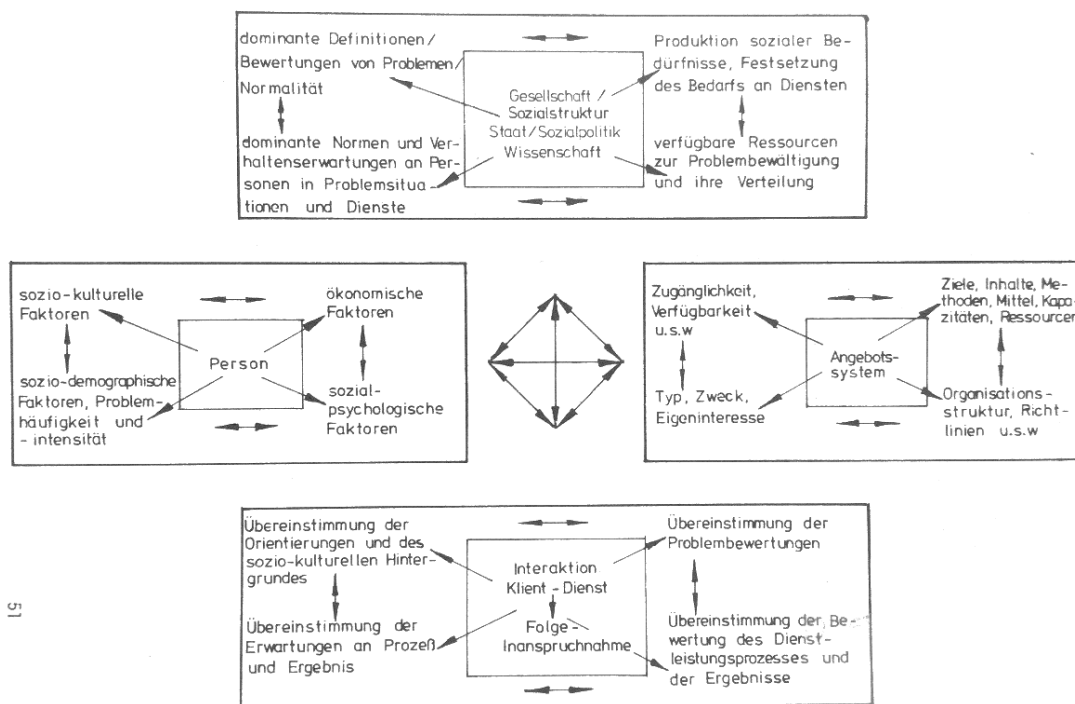 dominante Definitionen/
Bewertungen von Problemen/
Normalität
dominante Normen und Ver-
haltenserwartungen an Per-
sonen in Problemsitua-
tionen und Dienste
Gesellschaft /
Sozialstruktur
Staat/Sozialpolitik
Wissenschaft
Produktion sozialer Be-
dürfnisse, Festsetzung
des Bedarfs an Diensten
verfügbare Ressourcen
zur Problembewältigung
und ihre Verteilung
sozio-kulturelle
Faktoren
sozio-demographische
Faktoren, Problem-
häufigkeit und
- intensität
Person
ökonomische
Faktoren
sozial-
psychologische
Faktoren
Zugänglichkeit,
Verfügbarkeit
u.s.w
Typ, Zweck,
Eigeninteresse
Angebots-
system
Ziele, Inhalte, Me-
thoden, Mittel, Kapa-
zitäten, Ressourcen
Organisations-
struktur, Richt-
linien u.s.w
Übereinstimmung der
Orientierungen und des
sozio-kulturellen Hinter-
grundes
Übereinstimmung der
Erwartungen an Prozeß
und Ergebnis
Interaktion
Klient - Dienst
Folge-
Inanspruchnahme
Übereinstimmung der
Problembewertungen
Übereinstimmung der Be-
wertung des Dienst-
leistungsprozesses und
der Ergebnisse
51